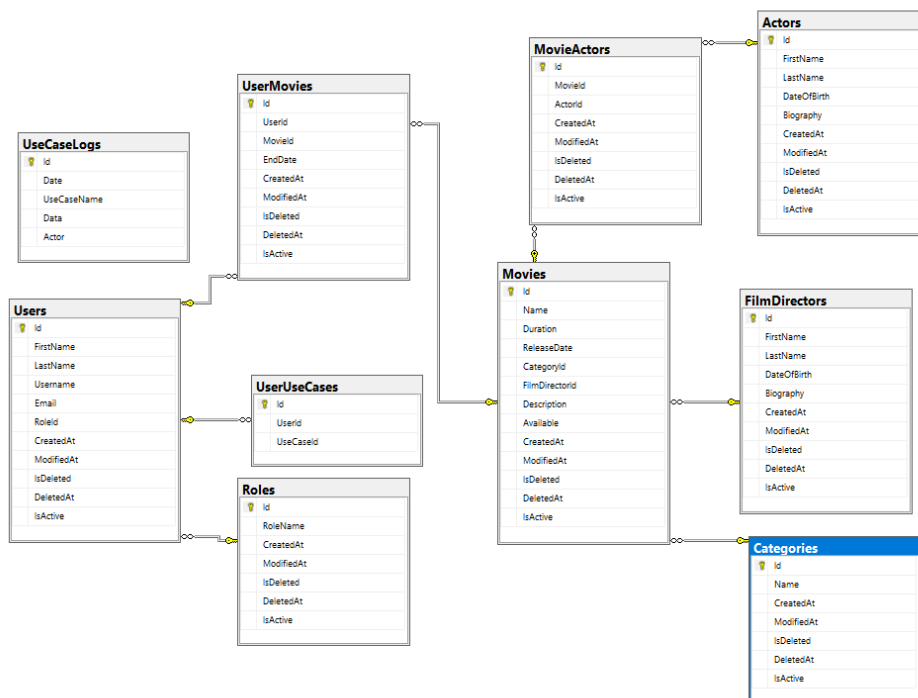 UseCaseLogs
Id
Date
UseCaseName
Data
Actor
UserMovies
Id
UserId
MovieId
EndDate
CreatedAt
ModifiedAt
IsDeleted
DeletedAt
IsActive
MovieActors
Id
MovieId
ActorId
CreatedAt
ModifiedAt
IsDeleted
DeletedAt
IsActive
Actors
Id
FirstName
LastName
DateOfBirth
Biography
CreatedAt
ModifiedAt
IsDeleted
DeletedAt
IsActive
Users
Id
FirstName
LastName
Username
Email
RoleId
CreatedAt
ModifiedAt
IsDeleted
DeletedAt
IsActive
UserUseCases
Id
UserId
UseCaseId
Roles
Id
RoleName
CreatedAt
ModifiedAt
IsDeleted
DeletedAt
IsActive
Movies
Id
Name
Duration
ReleaseDate
CategoryId
FilmDirectorId
Description
Available
CreatedAt
ModifiedAt
IsDeleted
DeletedAt
IsActive
FilmDirectors
Id
FirstName
LastName
DateOfBirth
Biography
CreatedAt
ModifiedAt
IsDeleted
DeletedAt
IsActive
Categories
Id
Name
CreatedAt
ModifiedAt
IsDeleted
DeletedAt
IsActive